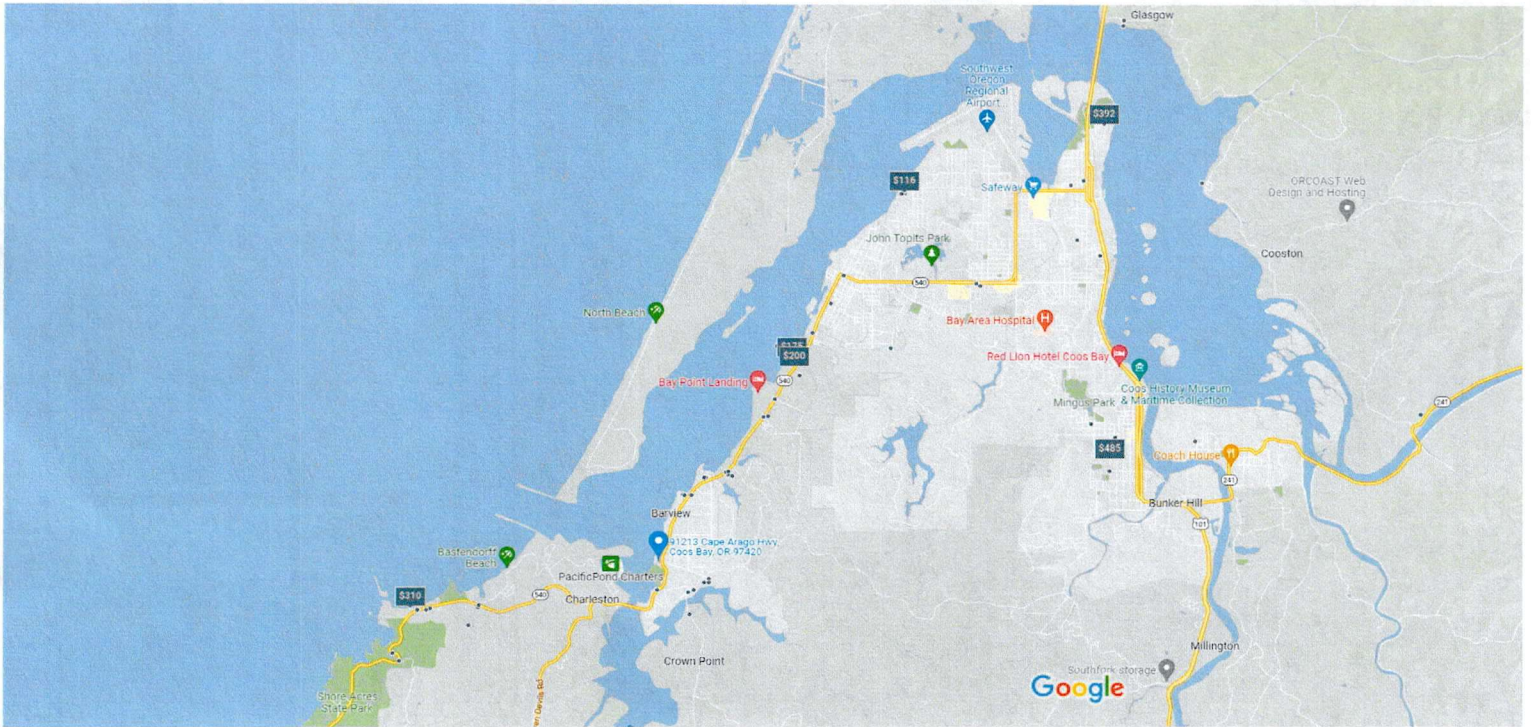 Glasgow
Southwest
Oregon
Regional
Airport
$392
$116
Safeway
ORCOAST Web
Design and Hosting
John Topits Park
Cooston
540
North Beach
Bay Area Hospital
$200
Red Lion Hotel Coos Bay
Bay Point Landing
540
Coos History Museum
& Maritime Collection
Mingus Park
241
$485
Coach House
241
Bunker Hill
101
Barview
91213 Cape Arago Hwy,
Coos Bay, OR 97420
Bastendorff
Beach
PacificPond Charters
$310
540
Charleston
Millington
Crown Point
Southfork storage
Google
Shore Acres
State Park
Devils Rd